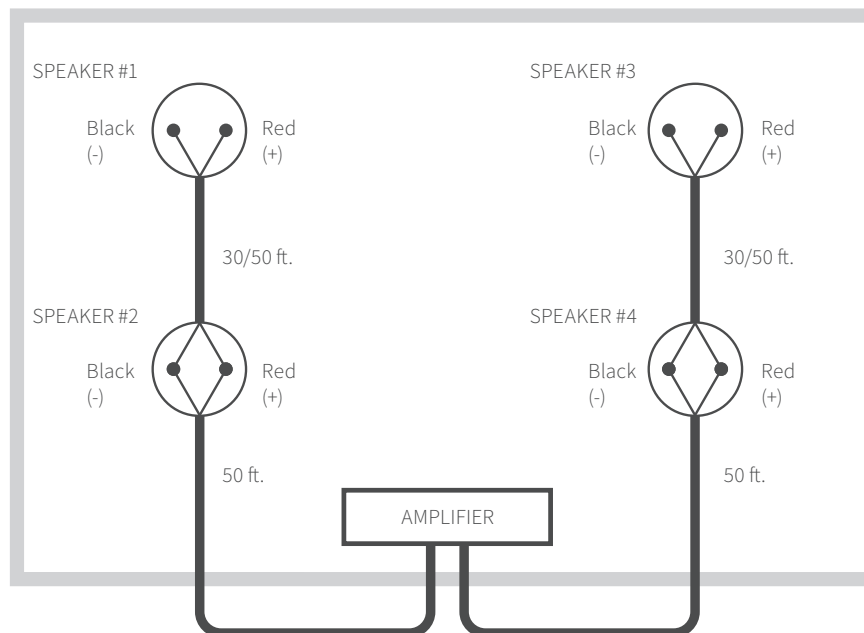 SPEAKER #1
Black
(-)
Red
(+)
30/50 ft.
SPEAKER #2
Black
(-)
Red
(+)
50 ft.
SPEAKER #3
Black
(-)
Red
(+)
30/50 ft.
SPEAKER #4
Black
(-)
Red
(+)
50 ft.
AMPLIFIER